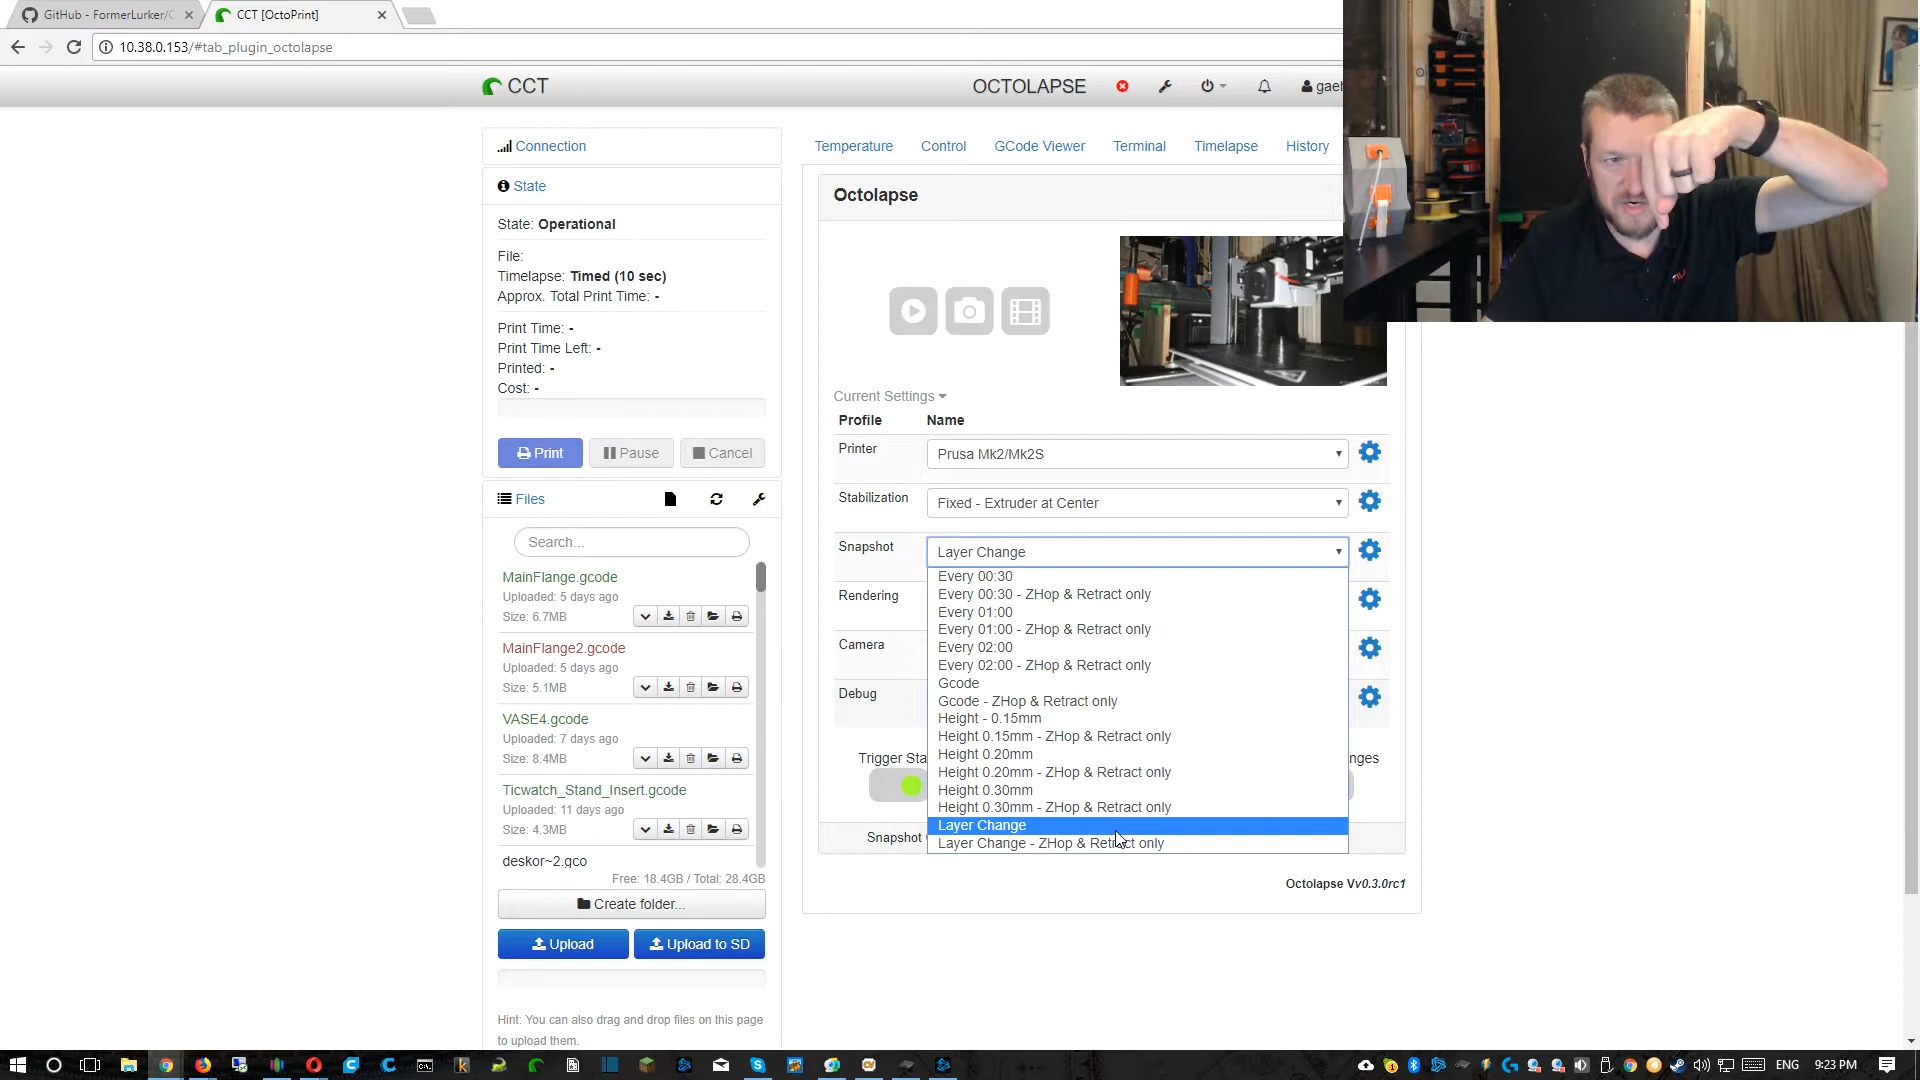 GitHub - FormerLurker/
CCT [OctoPrint]
10.38.0.153/#tab_plugin_octolapse
CCT
OCTOLAPSE
gael
Connection
State
State: Operational
File:
Timelapse: Timed (10 sec)
Approx. Total Print Time: -
Print Time: -
Print Time Left: -
Printed: -
Cost: -
Print
Pause
Cancel
Files
Search...
MainFlange.gcode
Uploaded: 5 days ago
Size: 6.7MB
MainFlange2.gcode
Uploaded: 5 days ago
Size: 5.1MB
VASE4.gcode
Uploaded: 7 days ago
Size: 8.4MB
Ticwatch_Stand_Insert.gcode
Uploaded: 11 days ago
Size: 4.3MB
deskor~2.gco
Free: 18.4GB / Total: 28.4GB
Create folder...
Upload
Upload to SD
Hint: You can also drag and drop files on this page
to upload them.
Temperature
Control
GCode Viewer
Terminal
Timelapse
History
Octolapse
Current Settings
Profile
Name
Printer
Prusa Mk2/Mk2S
Stabilization
Fixed - Extruder at Center
Snapshot
Layer Change
Every 00:30
Every 00:30 - ZHop & Retract only
Every 01:00
Every 01:00 - ZHop & Retract only
Every 02:00
Every 02:00 - ZHop & Retract only
Gcode
Gcode - ZHop & Retract only
Height - 0.15mm
Height 0.15mm - ZHop & Retract only
Height 0.20mm
Height 0.20mm - ZHop & Retract only
Height 0.30mm
Height 0.30mm - ZHop & Retract only
Layer Change
Layer Change - ZHop & Retract only
Rendering
Camera
Debug
Trigger Sta
nges
Snapshot
Octolapse Vv0.3.0rc1
ENG
9:23 PM